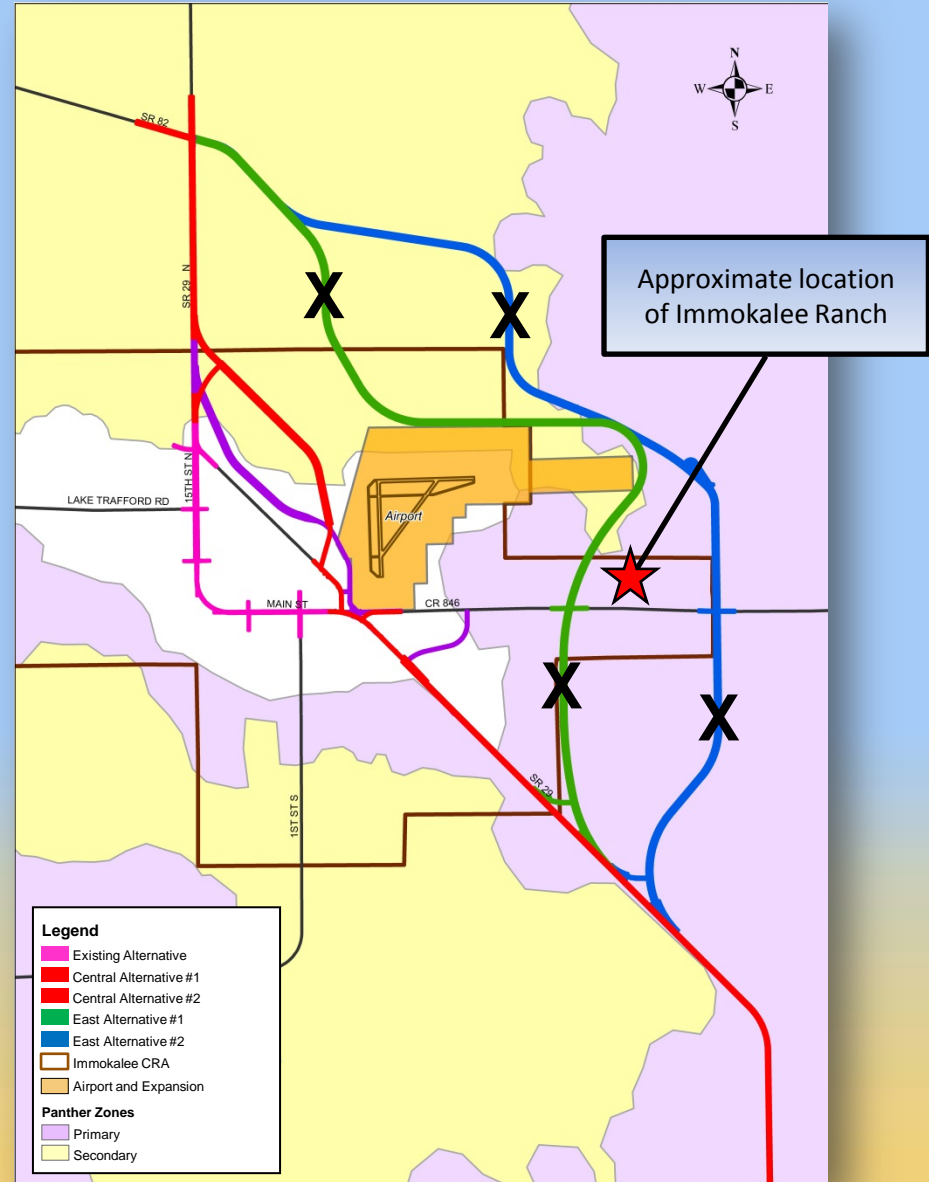 N
W E
S
SR 82
SR 29 N
X
X
Approximate location
of Immokalee Ranch
15TH ST N
LAKE TRAFFORD RD
Airport
MAIN ST
CR 846
X
X
SR 29
1ST ST S
Legend
Existing Alternative
Central Alternative #1
Central Alternative #2
East Alternative #1
East Alternative #2
Immokalee CRA
Airport and Expansion
Panther Zones
Primary
Secondary